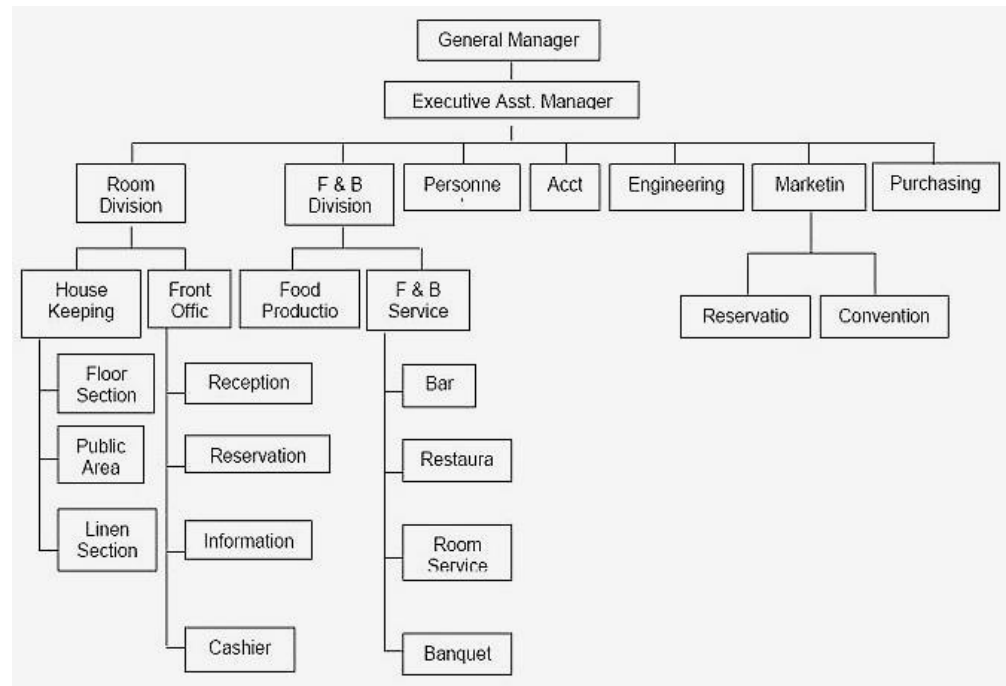 General Manager
Executive Asst. Manager
Room
Division
F & B
Division
Personne
Acct
Engineering
Marketin
Purchasing
House
Keeping
Front
Offic
Food
Productio
F & B
Service
Reservatio
Convention
Floor
Section
Reception
Bar
Public
Area
Reservation
Restaura
Linen
Section
Information
Room
Service
Cashier
Banquet